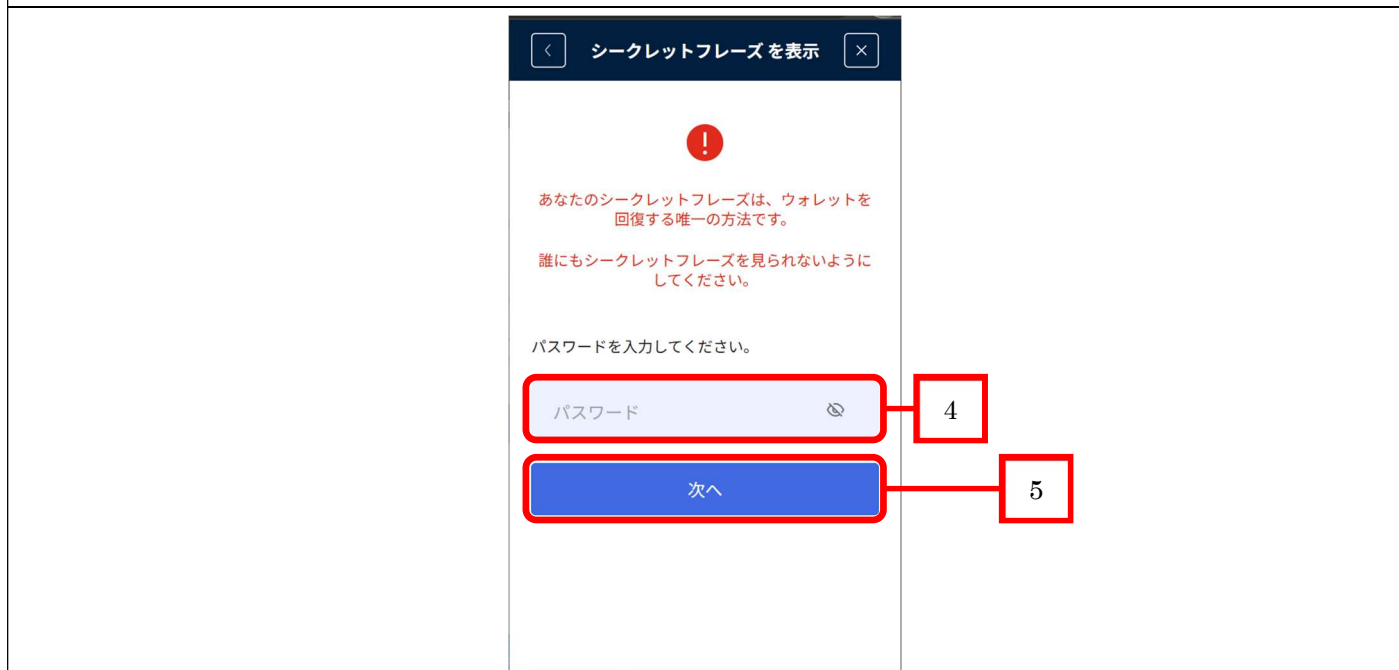 シークレットフレーズ を表示
あなたのシークレットフレーズは、ウォレットを
回復する唯一の方法です。
誰にもシークレットフレーズを見られないように
してください。
パスワードを入力してください。
パスワード
4
次へ
5